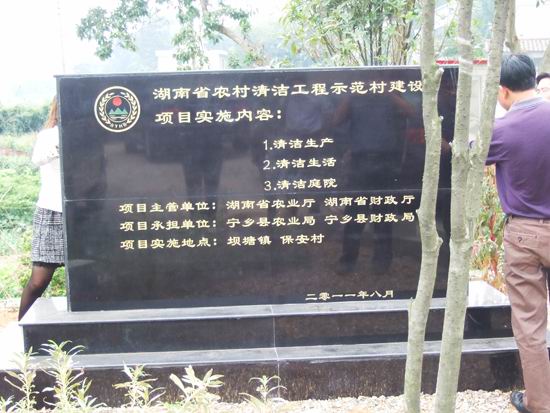 湖南省农村清洁工程示范村建设
项目实施内容：
1.清洁生产
2.清洁生活
3.清洁庭院
项目主管单位：湖南省农业厅 湖南省财政厅
项目承担单位：宁乡县农业局 宁乡县财政局
项目实施地点：坝塘镇 保安村
二零一一年八月